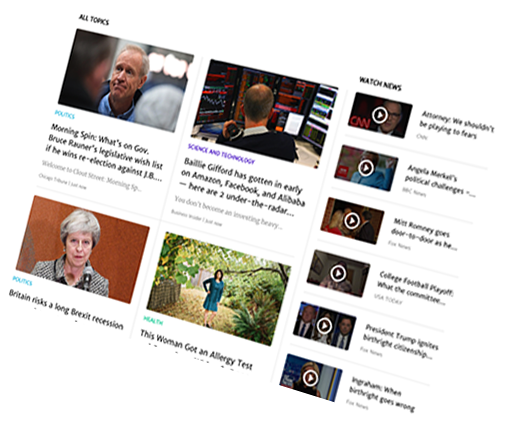 ALL TOPICS
POLITICS
Morning Spin: What's on Gov.
Bruce Rauner's legislative wish list
if he wins re-election against J.B....
Welcome to Clout Street. Morning Sp...
Chicago Tribune | just now
SCIENCE AND TECHNOLOGY
Baillie Gifford has gotten in early
on Amazon, Facebook, and Alibaba
— here are 2 under-the-radar...
You don't become an investing heavy...
Business Insider | just now
POLITICS
Britain risks a long Brexit recession
HEALTH
This Woman Got an Allergy Test
WATCH NEWS
CNN
Attorney: We shouldn't
be playing to fears
CNN
Angela Merkel's
political challenges -...
BBC News
Mitt Romney goes
door-to-door as he...
Fox News
College Football Playoff:
What the committee...
USA TODAY
President Trump ignites
birthright citizenship...
Fox News
Ingraham: When
birthright goes wrong
Fox News